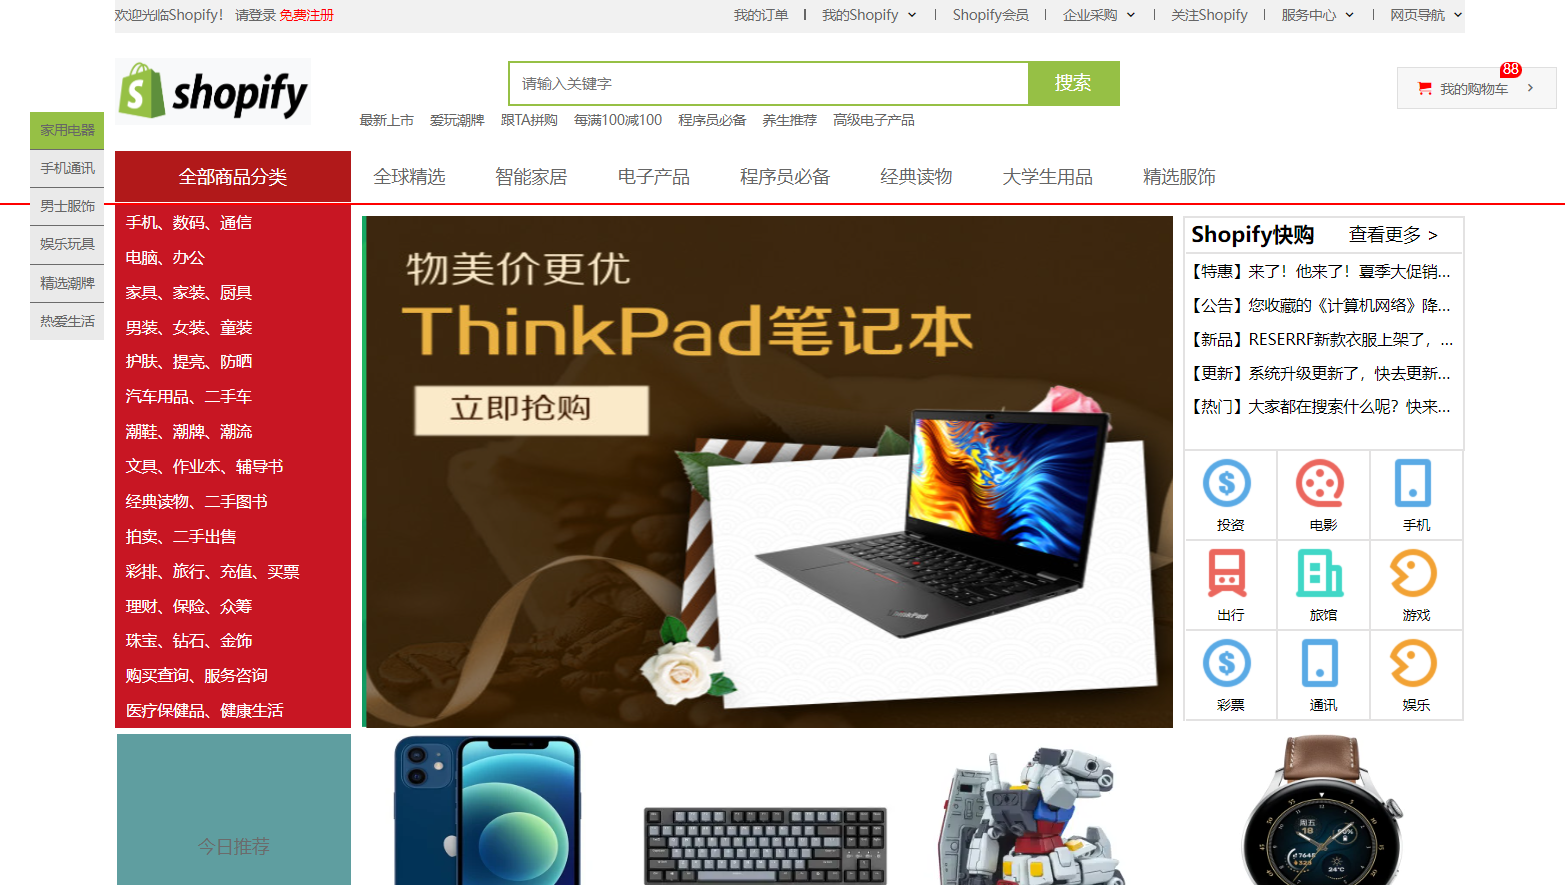 欢迎光临Shopify! 请登录 免费注册
我的订单 我的Shopify Shopify会员 企业采购 关注Shopify 服务中心 网页导航
shopify
请输入关键字 搜索
88
我的购物车
最新上市 爱玩潮牌 跟TA拼购 每满100减100 程序员必备 养生推荐 高级电子产品
家用电器
手机通讯
男士服饰
娱乐玩具
精选潮牌
热爱生活
全部商品分类 全球精选 智能家居 电子产品 程序员必备 经典读物 大学生用品 精选服饰
手机、数码、通信
电脑、办公
家具、家装、厨具
男装、女装、童装
护肤、提亮、防晒
汽车用品、二手车
潮鞋、潮牌、潮流
文具、作业本、辅导书
经典读物、二手图书
拍卖、二手出售
彩排、旅行、充值、买票
理财、保险、众筹
珠宝、钻石、金饰
购买查询、服务咨询
医疗保健品、健康生活
物美价更优
ThinkPad笔记本
立即抢购
ThinkPad
Shopify快购 查看更多 >
【特惠】来了！他来了！夏季大促销...
【公告】您收藏的《计算机网络》降...
【新品】RESERRF新款衣服上架了，...
【更新】系统升级更新了，快去更新...
【热门】大家都在搜索什么呢？快来...
投资 电影 手机
出行 旅馆 游戏
彩票 通讯 娱乐
今日推荐
周五
18
24°C